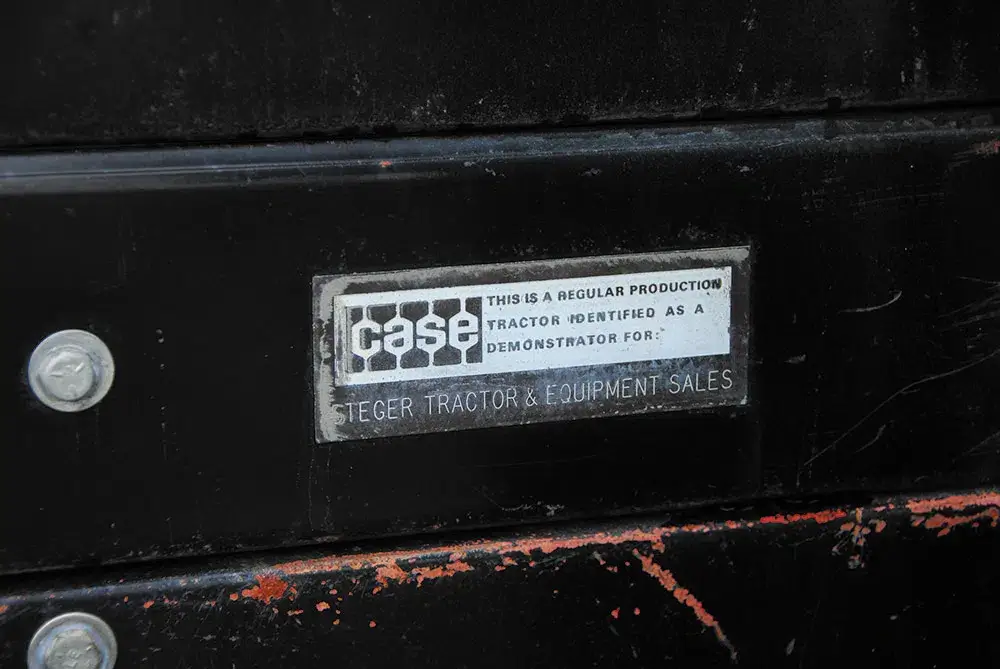 case
THIS IS A REGULAR PRODUCTION
TRACTOR IDENTIFIED AS A
DEMONSTRATOR FOR:
STEGER TRACTOR & EQUIPMENT SALES